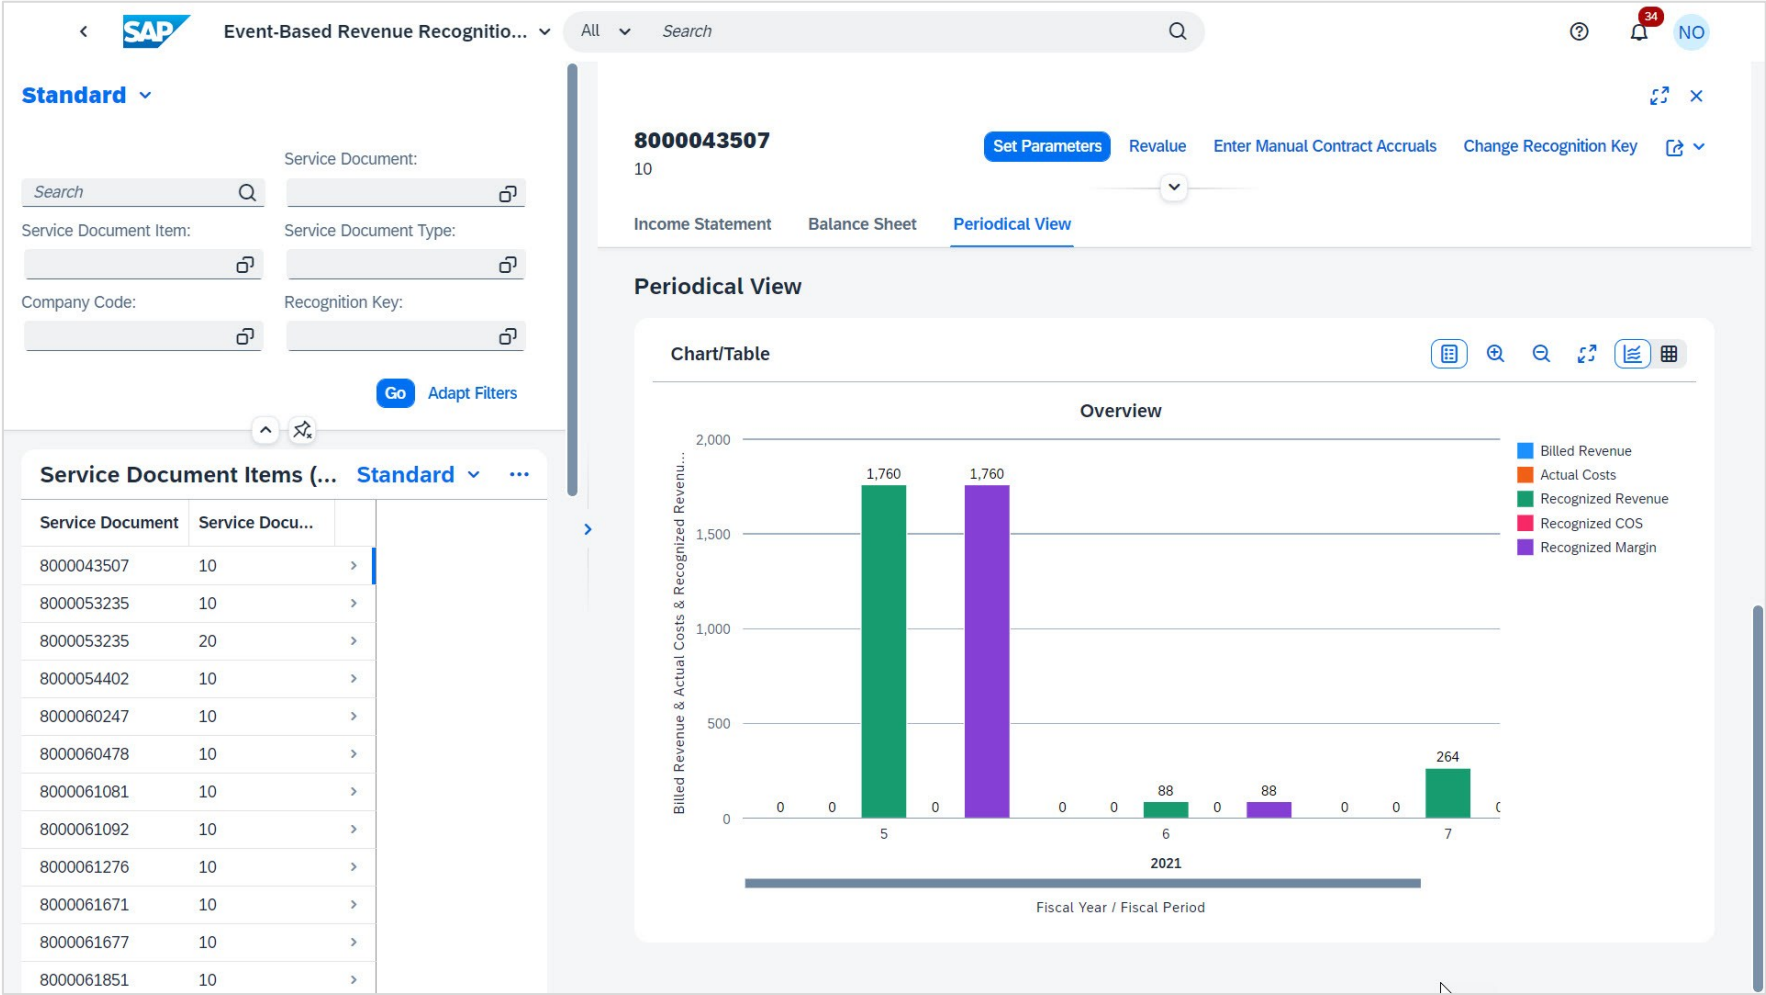 SAP
Event-Based Revenue Recognitio...
All
Search
34
NO
Standard
Service Document:
Search
Service Document Item:
Service Document Type:
Company Code:
Recognition Key:
Go
Adapt Filters
Service Document Items (...
Standard
Service Document
Service Docu...
8000043507 10
8000053235 10
8000053235 20
8000054402 10
8000060247 10
8000060478 10
8000061081 10
8000061092 10
8000061276 10
8000061671 10
8000061677 10
8000061851 10
8000043507
10
Set Parameters
Revalue
Enter Manual Contract Accruals
Change Recognition Key
Income Statement
Balance Sheet
Periodical View
Periodical View
Chart/Table
Overview
Billed Revenue & Actual Costs & Recognized Revenu...
2,000
1,500
1,000
500
0
0 0 1,760 0 1,760
0 0 88 0 88
0 0 264 0
5 6 7
2021
Fiscal Year / Fiscal Period
Billed Revenue
Actual Costs
Recognized Revenue
Recognized COS
Recognized Margin